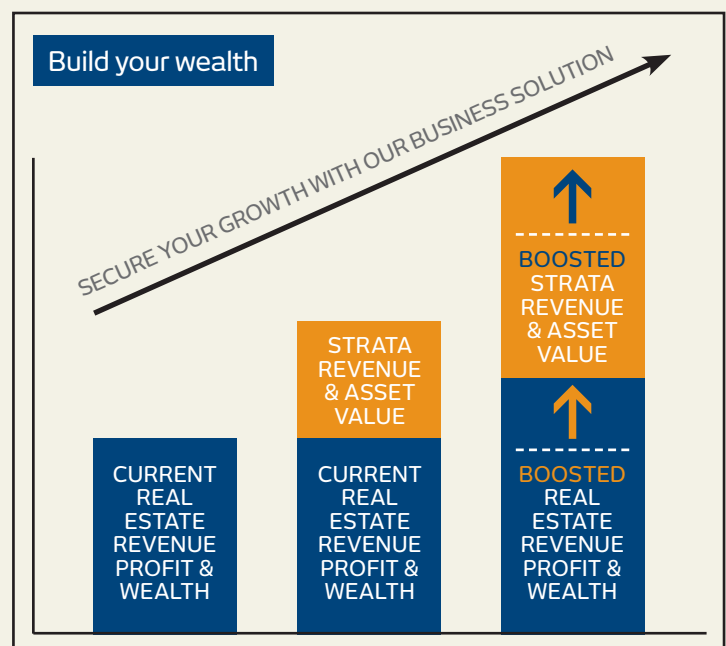 Build your wealth
SECURE YOUR GROWTH WITH OUR BUSINESS SOLUTION
CURRENT
REAL
ESTATE
REVENUE
PROFIT &
WEALTH
STRATA
REVENUE
& ASSET
VALUE
CURRENT
REAL
ESTATE
REVENUE
PROFIT &
WEALTH
BOOSTED
STRATA
REVENUE
& ASSET
VALUE
BOOSTED
REAL
ESTATE
REVENUE
PROFIT &
WEALTH